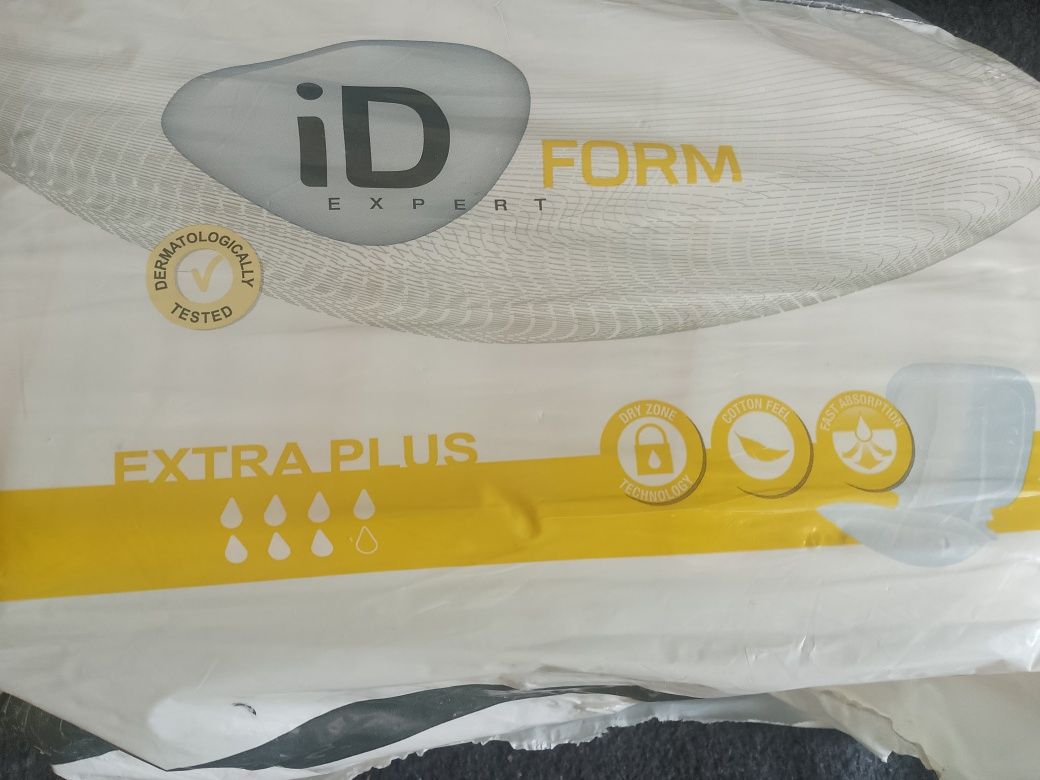 iD
EXPERT
FORM
DERMATOLOGICALLY
TESTED
EXTRA PLUS
DRY ZONE
TECHNOLOGY
COTTON FEEL
FAST ABSORPTION